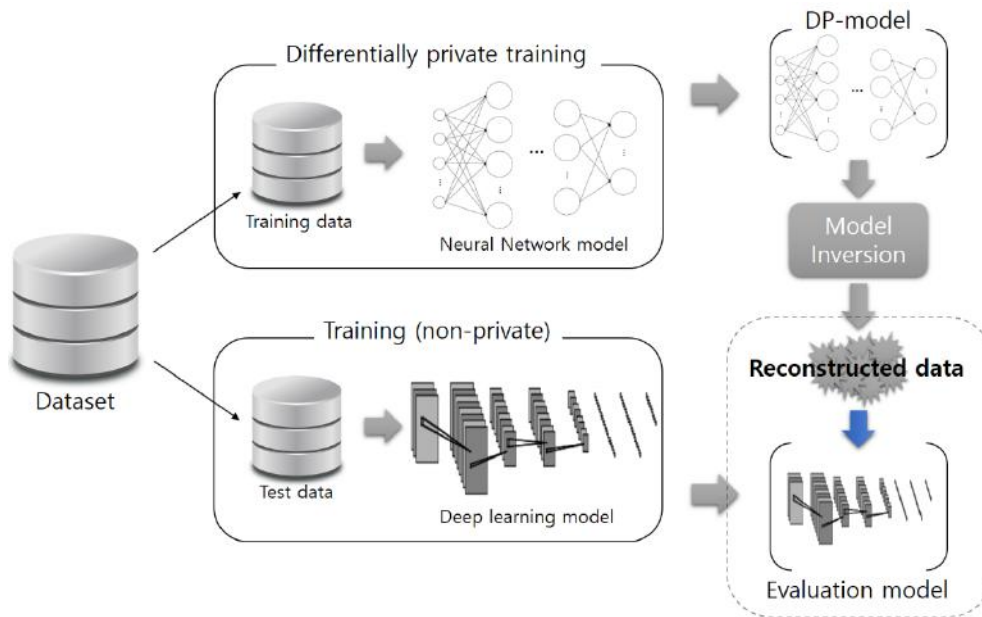 DP-model
Differentially private training
Training data
Neural Network model
Model
Inversion
Dataset
Training (non-private)
Test data
Deep learning model
Reconstructed data
Evaluation model